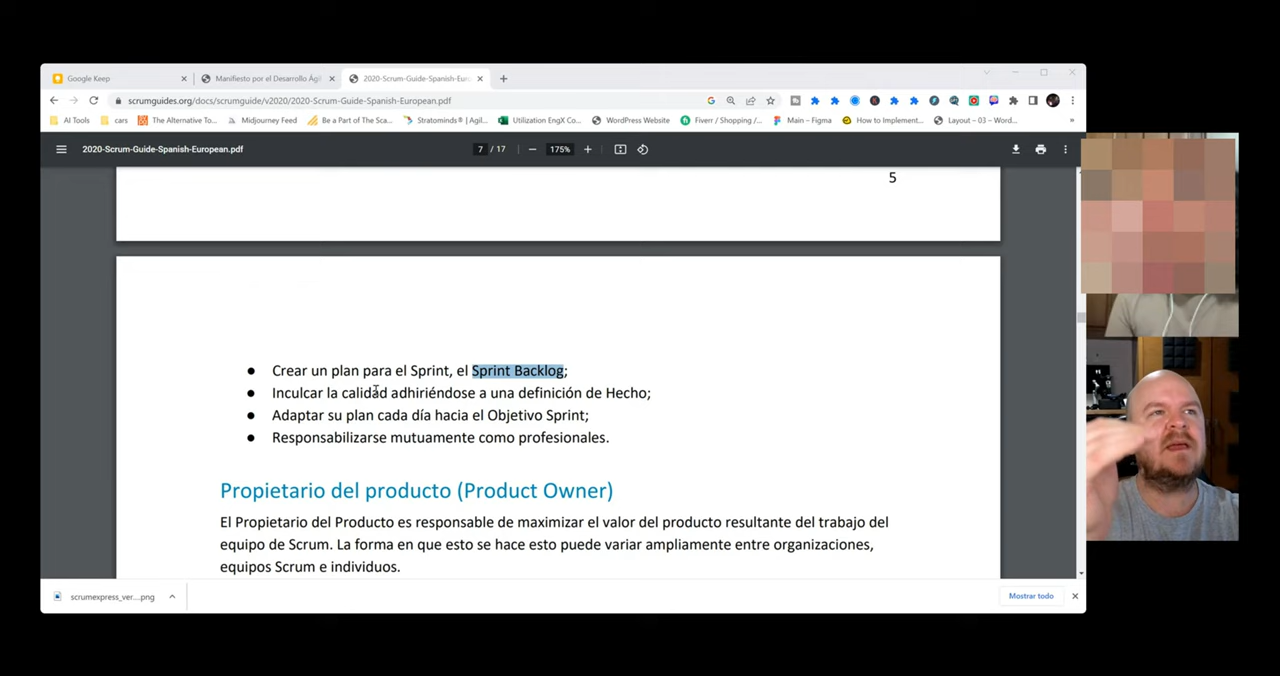 Google Keep
Manifiesto por el Desarrollo Ági
2020-Scrum-Guide-Spanish-Euro
scrumguides.org/docs/scrumguide/v2020/2020-Scrum-Guide-Spanish-European.pdf
AI Tools cars The Alternative To... Midjourney Feed Be a Part of The Sca... Stratominds® | Agil... Utilization EngX Co... WordPress Website Fiverr / Shopping /... Main – Figma How to Implement... Layout – 03 – Word... »
2020-Scrum-Guide-Spanish-European.pdf 7 / 17 175%
5
● Crear un plan para el Sprint, el Sprint Backlog;
● Inculcar la calidad adhiriéndose a una definición de Hecho;
● Adaptar su plan cada día hacia el Objetivo Sprint;
● Responsabilizarse mutuamente como profesionales.
Propietario del producto (Product Owner)
El Propietario del Producto es responsable de maximizar el valor del producto resultante del trabajo del
equipo de Scrum. La forma en que esto se hace esto puede variar ampliamente entre organizaciones,
equipos Scrum e individuos.
scrumexpress_ver....png
Mostrar todo